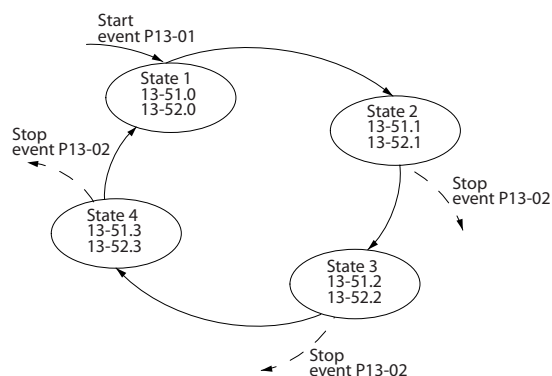 Start
event P13-01
State 1
13-51.0
13-52.0
State 2
13-51.1
13-52.1
Stop
event P13-02
State 3
13-51.2
13-52.2
Stop
event P13-02
State 4
13-51.3
13-52.3
Stop
event P13-02